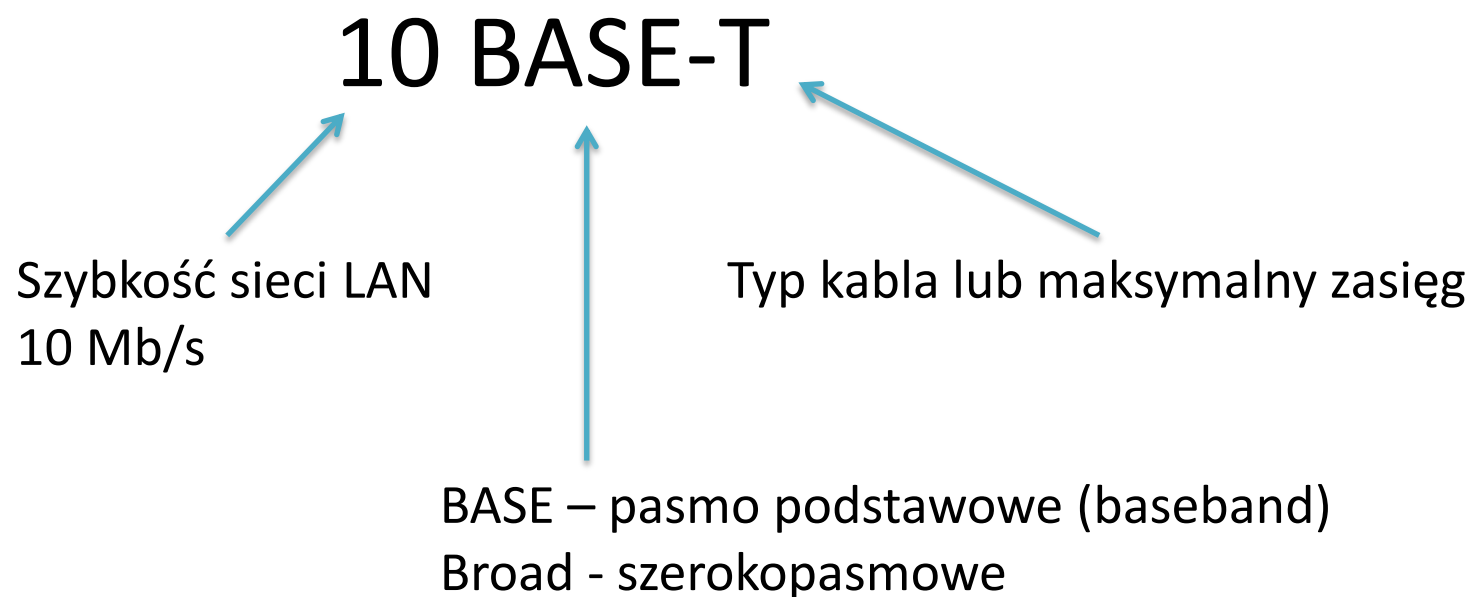 10 BASE-T
Szybkość sieci LAN
10 Mb/s
Typ kabla lub maksymalny zasięg
BASE – pasmo podstawowe (baseband)
Broad - szerokopasmowe